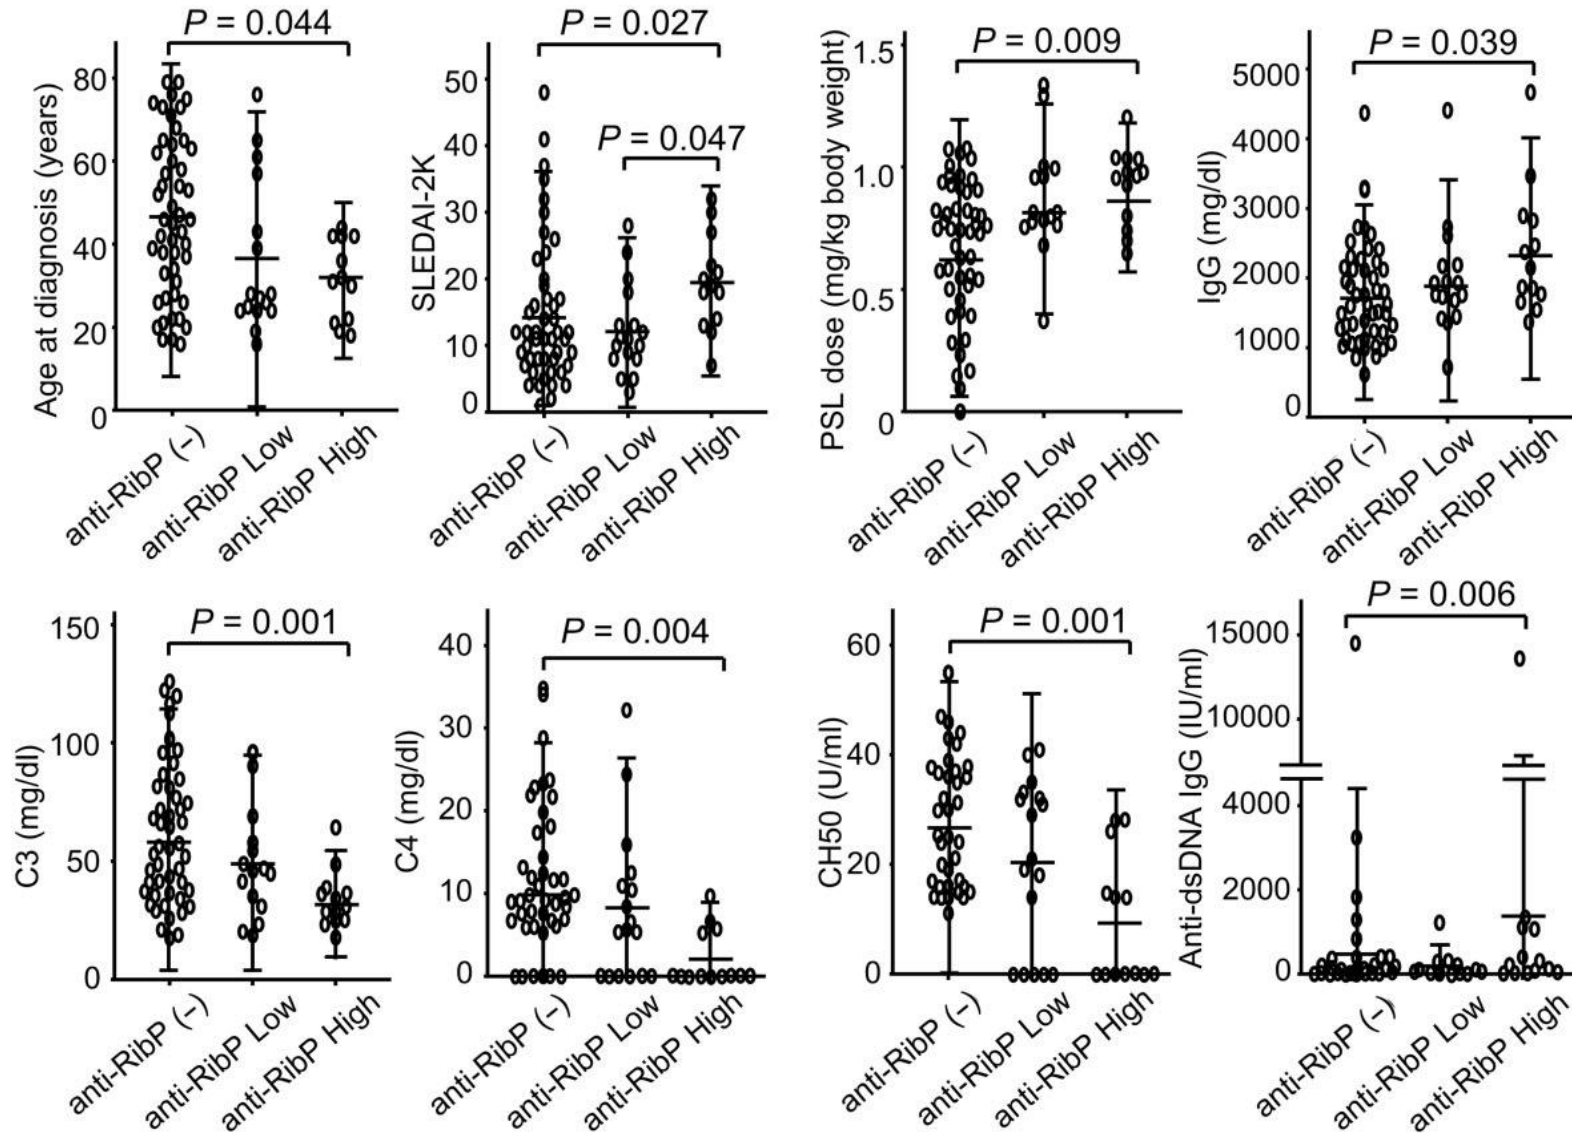 P = 0.044
Age at diagnosis (years)
80
60
40
20
0
anti-RibP (−)
anti-RibP Low
anti-RibP High
P = 0.027
P = 0.047
SLEDAI-2K
50
40
30
20
10
0
anti-RibP (−)
anti-RibP Low
anti-RibP High
P = 0.009
PSL dose (mg/kg body weight)
1.5
1.0
0.5
0
anti-RibP (−)
anti-RibP Low
anti-RibP High
P = 0.039
IgG (mg/dl)
5000
4000
3000
2000
1000
0
anti-RibP (−)
anti-RibP Low
anti-RibP High
P = 0.001
C3 (mg/dl)
150
100
50
0
anti-RibP (−)
anti-RibP Low
anti-RibP High
P = 0.004
C4 (mg/dl)
40
30
20
10
0
anti-RibP (−)
anti-RibP Low
anti-RibP High
P = 0.001
CH50 (U/ml)
60
40
20
0
anti-RibP (−)
anti-RibP Low
anti-RibP High
P = 0.006
Anti-dsDNA IgG (IU/ml)
15000
10000
4000
2000
0
anti-RibP (−)
anti-RibP Low
anti-RibP High